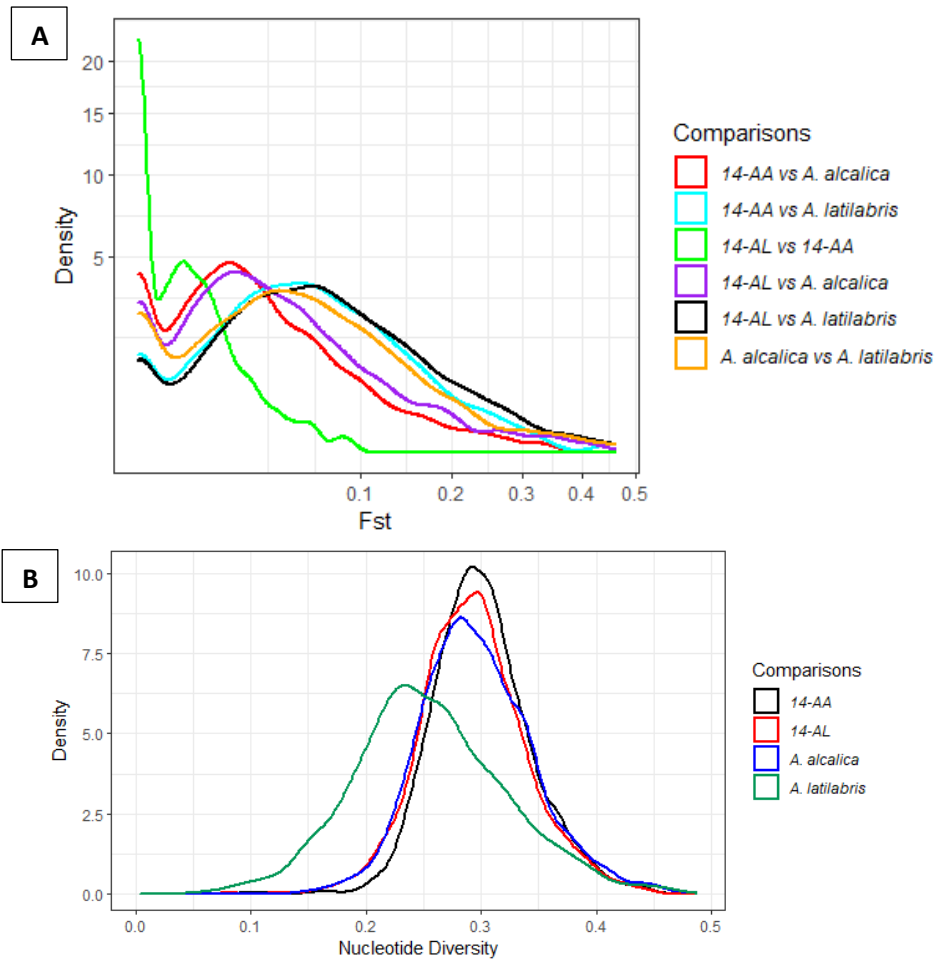 A
20
15
10
5
Density
0.1 0.2 0.3 0.4 0.5
Fst
Comparisons
14-AA vs A. alcalica
14-AA vs A. latilabris
14-AL vs 14-AA
14-AL vs A. alcalica
14-AL vs A. latilabris
A. alcalica vs A. latilabris
B
10.0
7.5
5.0
2.5
0.0
Density
0.0 0.1 0.2 0.3 0.4 0.5
Nucleotide Diversity
Comparisons
14-AA
14-AL
A. alcalica
A. latilabris